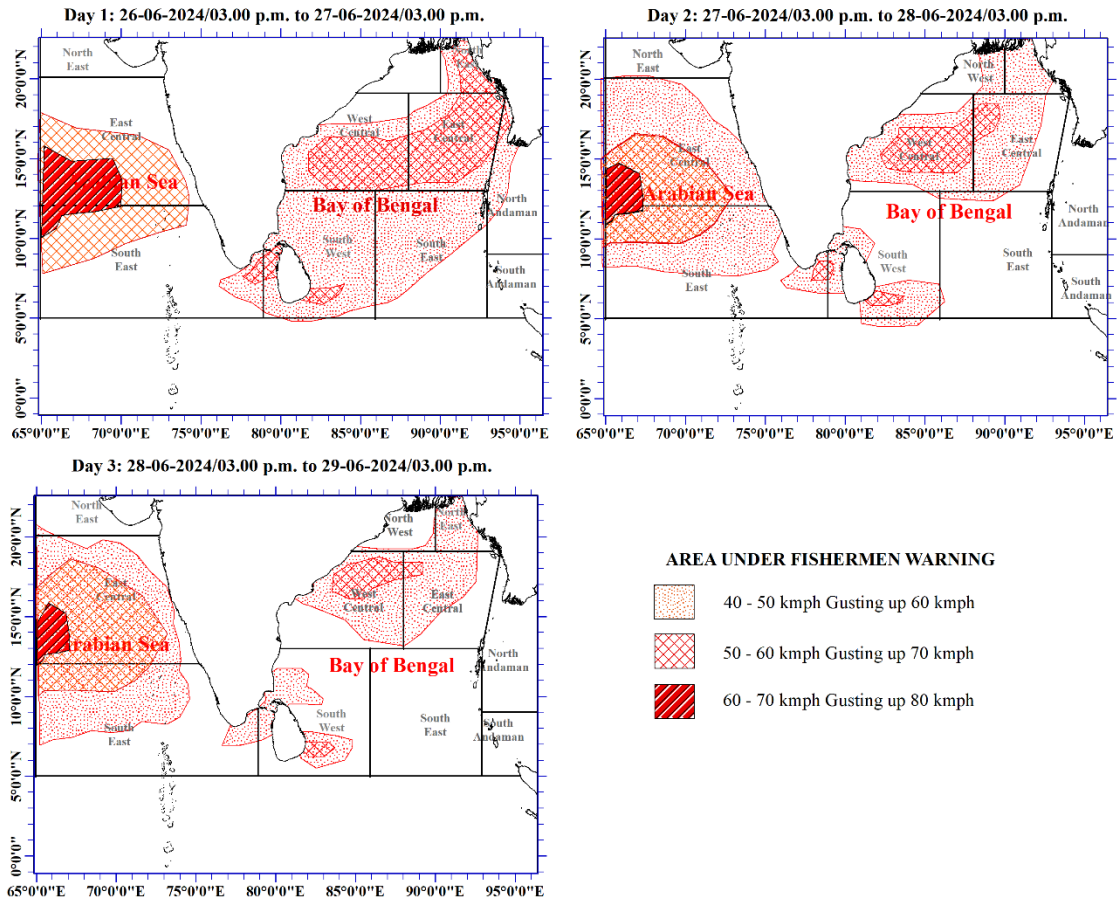 Day 1: 26-06-2024/03.00 p.m. to 27-06-2024/03.00 p.m.
North
East
North
East
20°0'0"N
15°0'0"N
10°0'0"N
5°0'0"N
0°0'0"
East
Central
West
Central
East
Central
Arabian Sea
Bay of Bengal
North
Andaman
South
West
South
East
South
East
South
Andaman
65°0'0"E 70°0'0"E 75°0'0"E 80°0'0"E 85°0'0"E 90°0'0"E 95°0'0"E
Day 2: 27-06-2024/03.00 p.m. to 28-06-2024/03.00 p.m.
North
East
North
West
20°0'0"N
15°0'0"N
10°0'0"N
5°0'0"N
0°0'0"
East
Central
West
Central
East
Central
Arabian Sea
Bay of Bengal
North
Andaman
South
East
South
West
South
East
South
Andaman
65°0'0"E 70°0'0"E 75°0'0"E 80°0'0"E 85°0'0"E 90°0'0"E 95°0'0"E
Day 3: 28-06-2024/03.00 p.m. to 29-06-2024/03.00 p.m.
North
East
North
West
North
East
20°0'0"N
15°0'0"N
10°0'0"N
5°0'0"N
0°0'0"
East
Central
West
Central
East
Central
Arabian Sea
Bay of Bengal
North
Andaman
South
East
South
West
South
East
South
Andaman
65°0'0"E 70°0'0"E 75°0'0"E 80°0'0"E 85°0'0"E 90°0'0"E 95°0'0"E
AREA UNDER FISHERMEN WARNING
40 - 50 kmph Gusting up 60 kmph
50 - 60 kmph Gusting up 70 kmph
60 - 70 kmph Gusting up 80 kmph